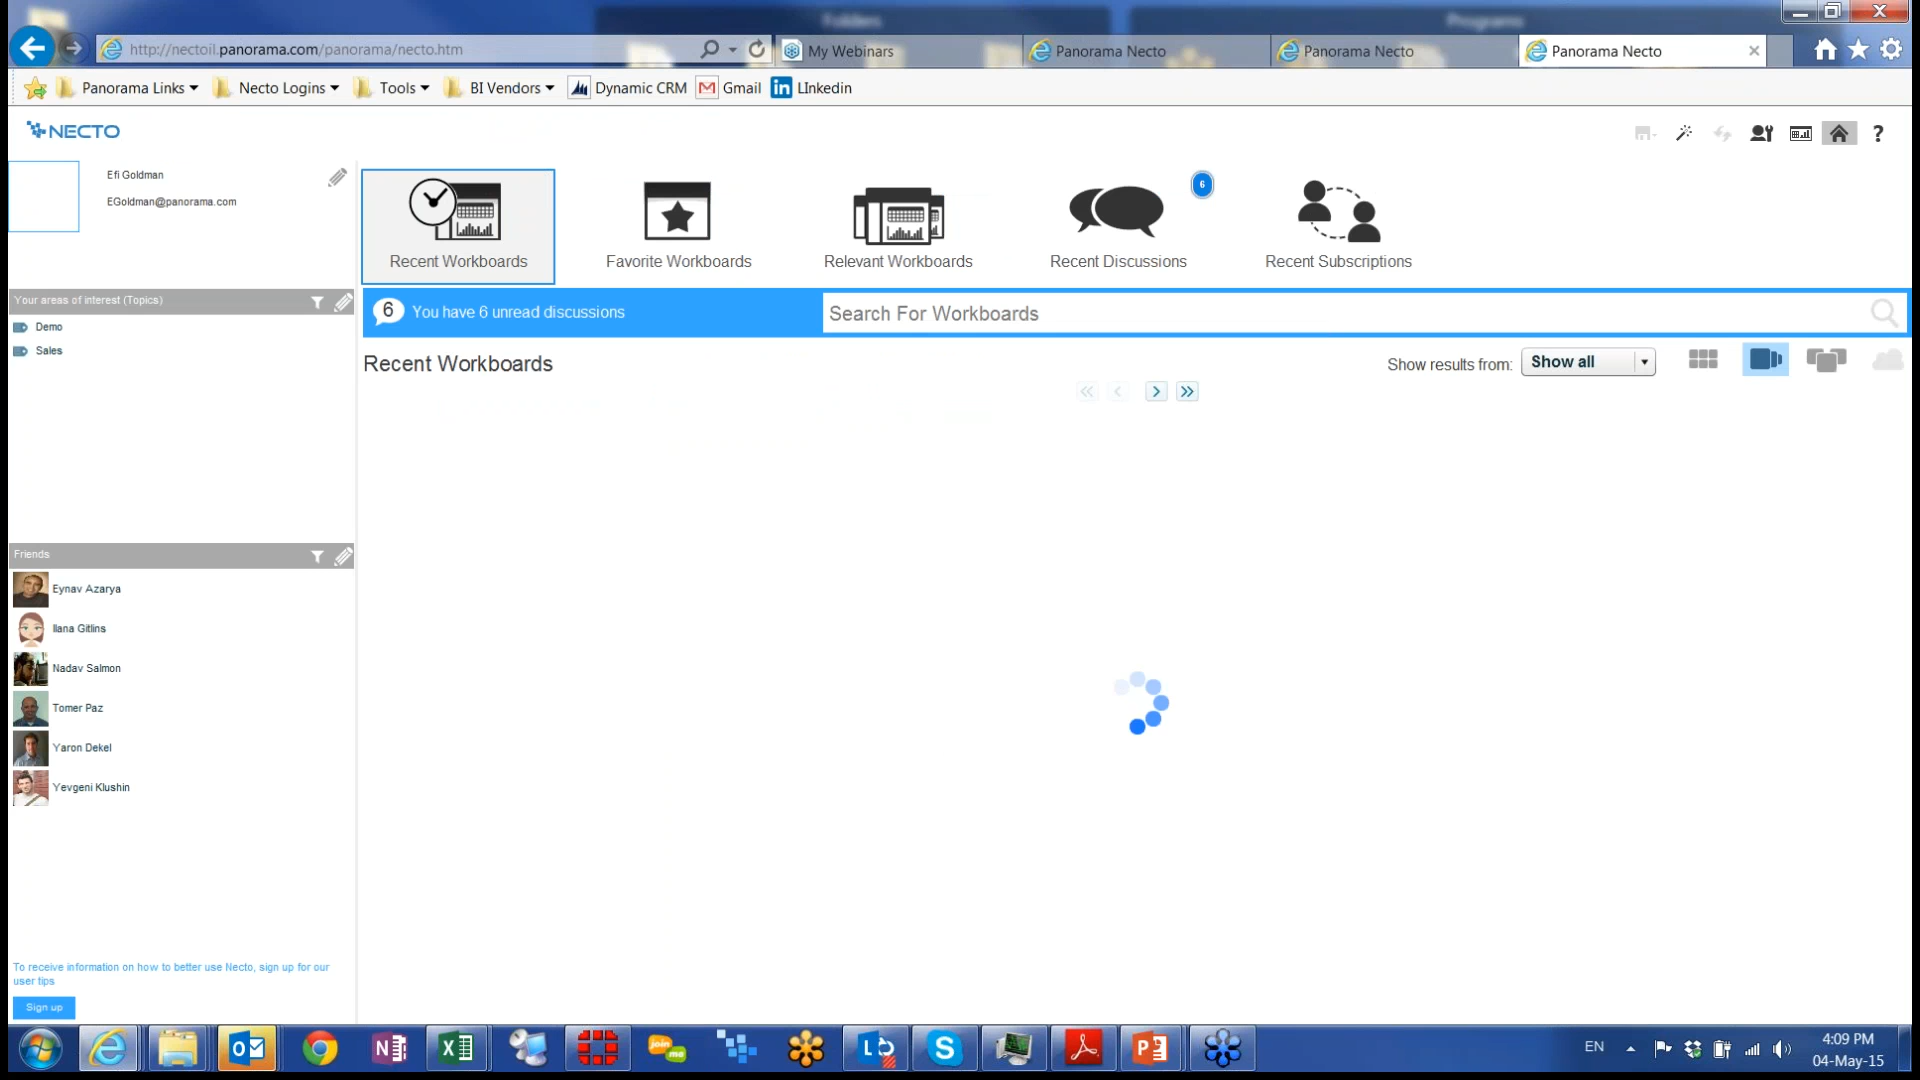 Folders
Programs
http://nectoil.panorama.com/panorama/necto.htm
My Webinars
Panorama Necto
Panorama Necto
Panorama Necto
Panorama Links
Necto Logins
Tools
BI Vendors
Dynamic CRM
Gmail
LInkedin
NECTO
Efi Goldman
EGoldman@panorama.com
Recent Workboards
Favorite Workboards
Relevant Workboards
Recent Discussions
6
Recent Subscriptions
Your areas of interest (Topics)
6
You have 6 unread discussions
Search For Workboards
Demo
Sales
Recent Workboards
Show results from:
Show all
Friends
Eynav Azarya
Ilana Gitlins
Nadav Salmon
Tomer Paz
Yaron Dekel
Yevgeni Klushin
To receive information on how to better use Necto, sign up for our
user tips
Sign up
join
me
EN
4:09 PM
04-May-15